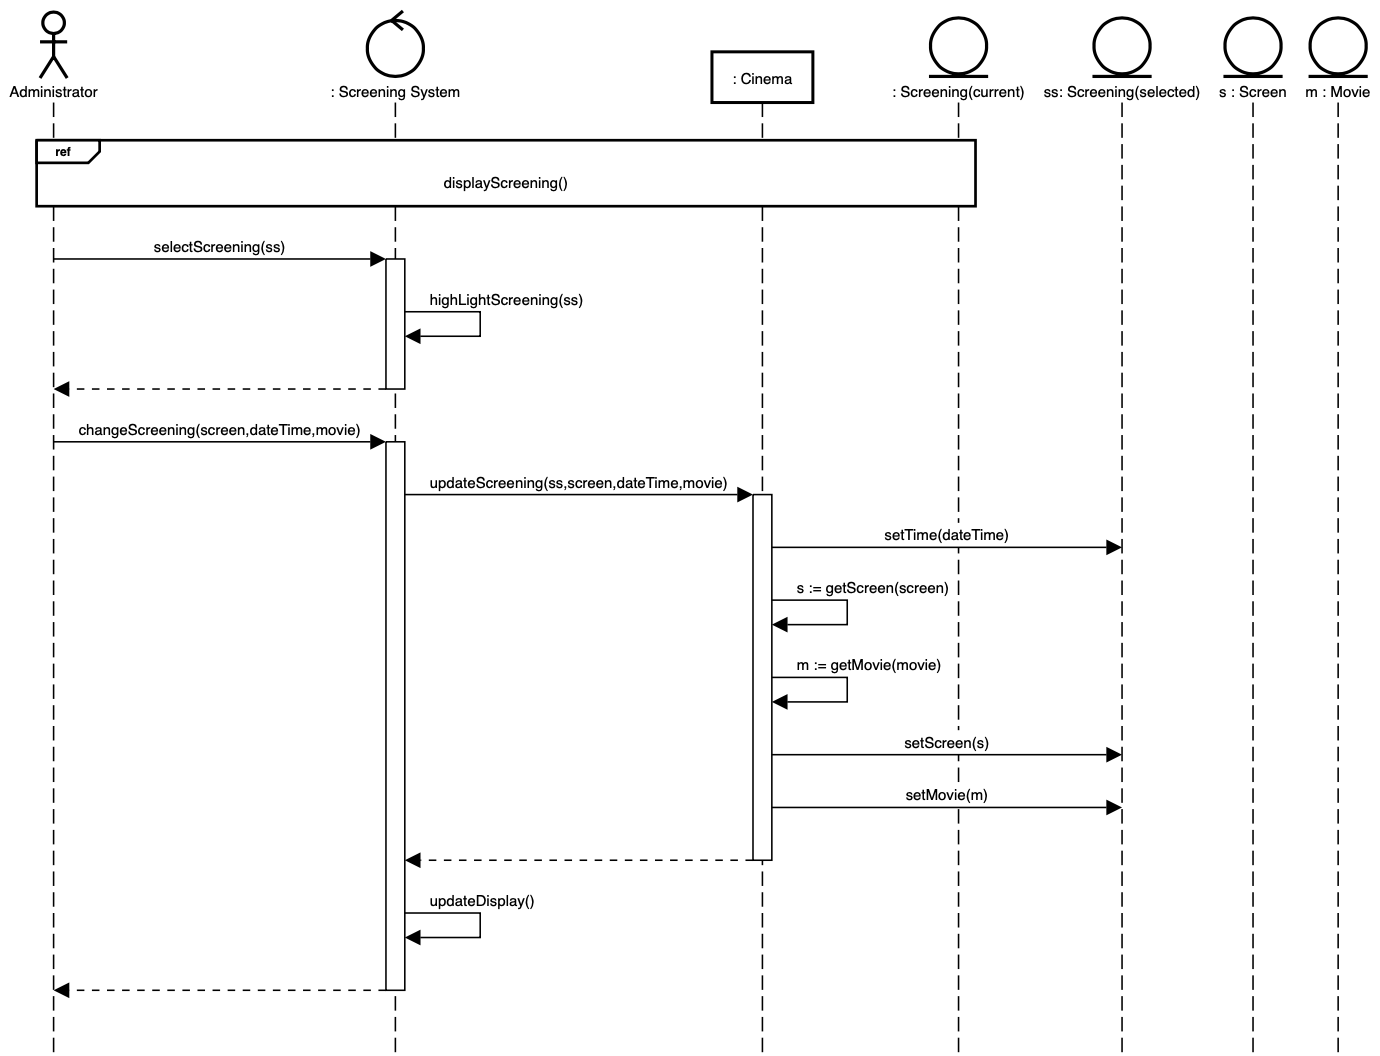 Administrator
: Screening System
: Cinema
: Screening(current)
ss: Screening(selected)
s : Screen
m : Movie
ref
displayScreening()
selectScreening(ss)
highLightScreening(ss)
changeScreening(screen,dateTime,movie)
updateScreening(ss,screen,dateTime,movie)
setTime(dateTime)
s := getScreen(screen)
m := getMovie(movie)
setScreen(s)
setMovie(m)
updateDisplay()